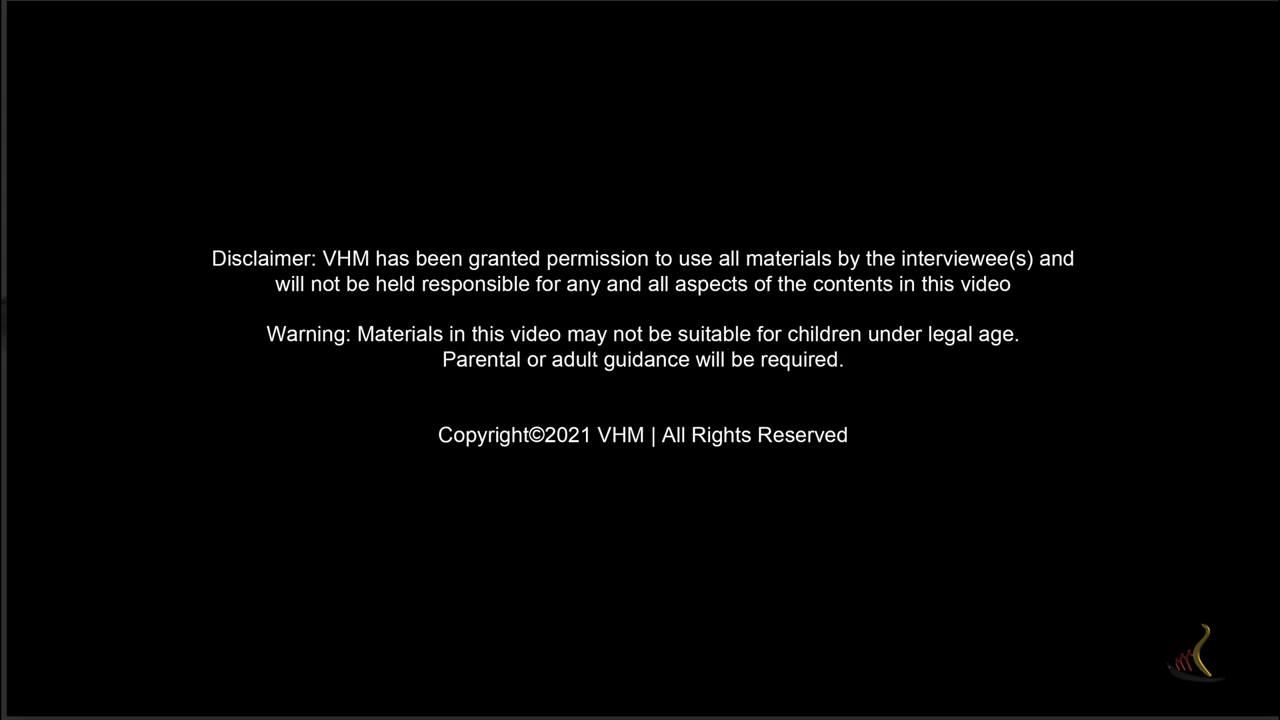 Disclaimer: VHM has been granted permission to use all materials by the interviewee(s) and
will not be held responsible for any and all aspects of the contents in this video
Warning: Materials in this video may not be suitable for children under legal age.
Parental or adult guidance will be required.
Copyright©2021 VHM | All Rights Reserved